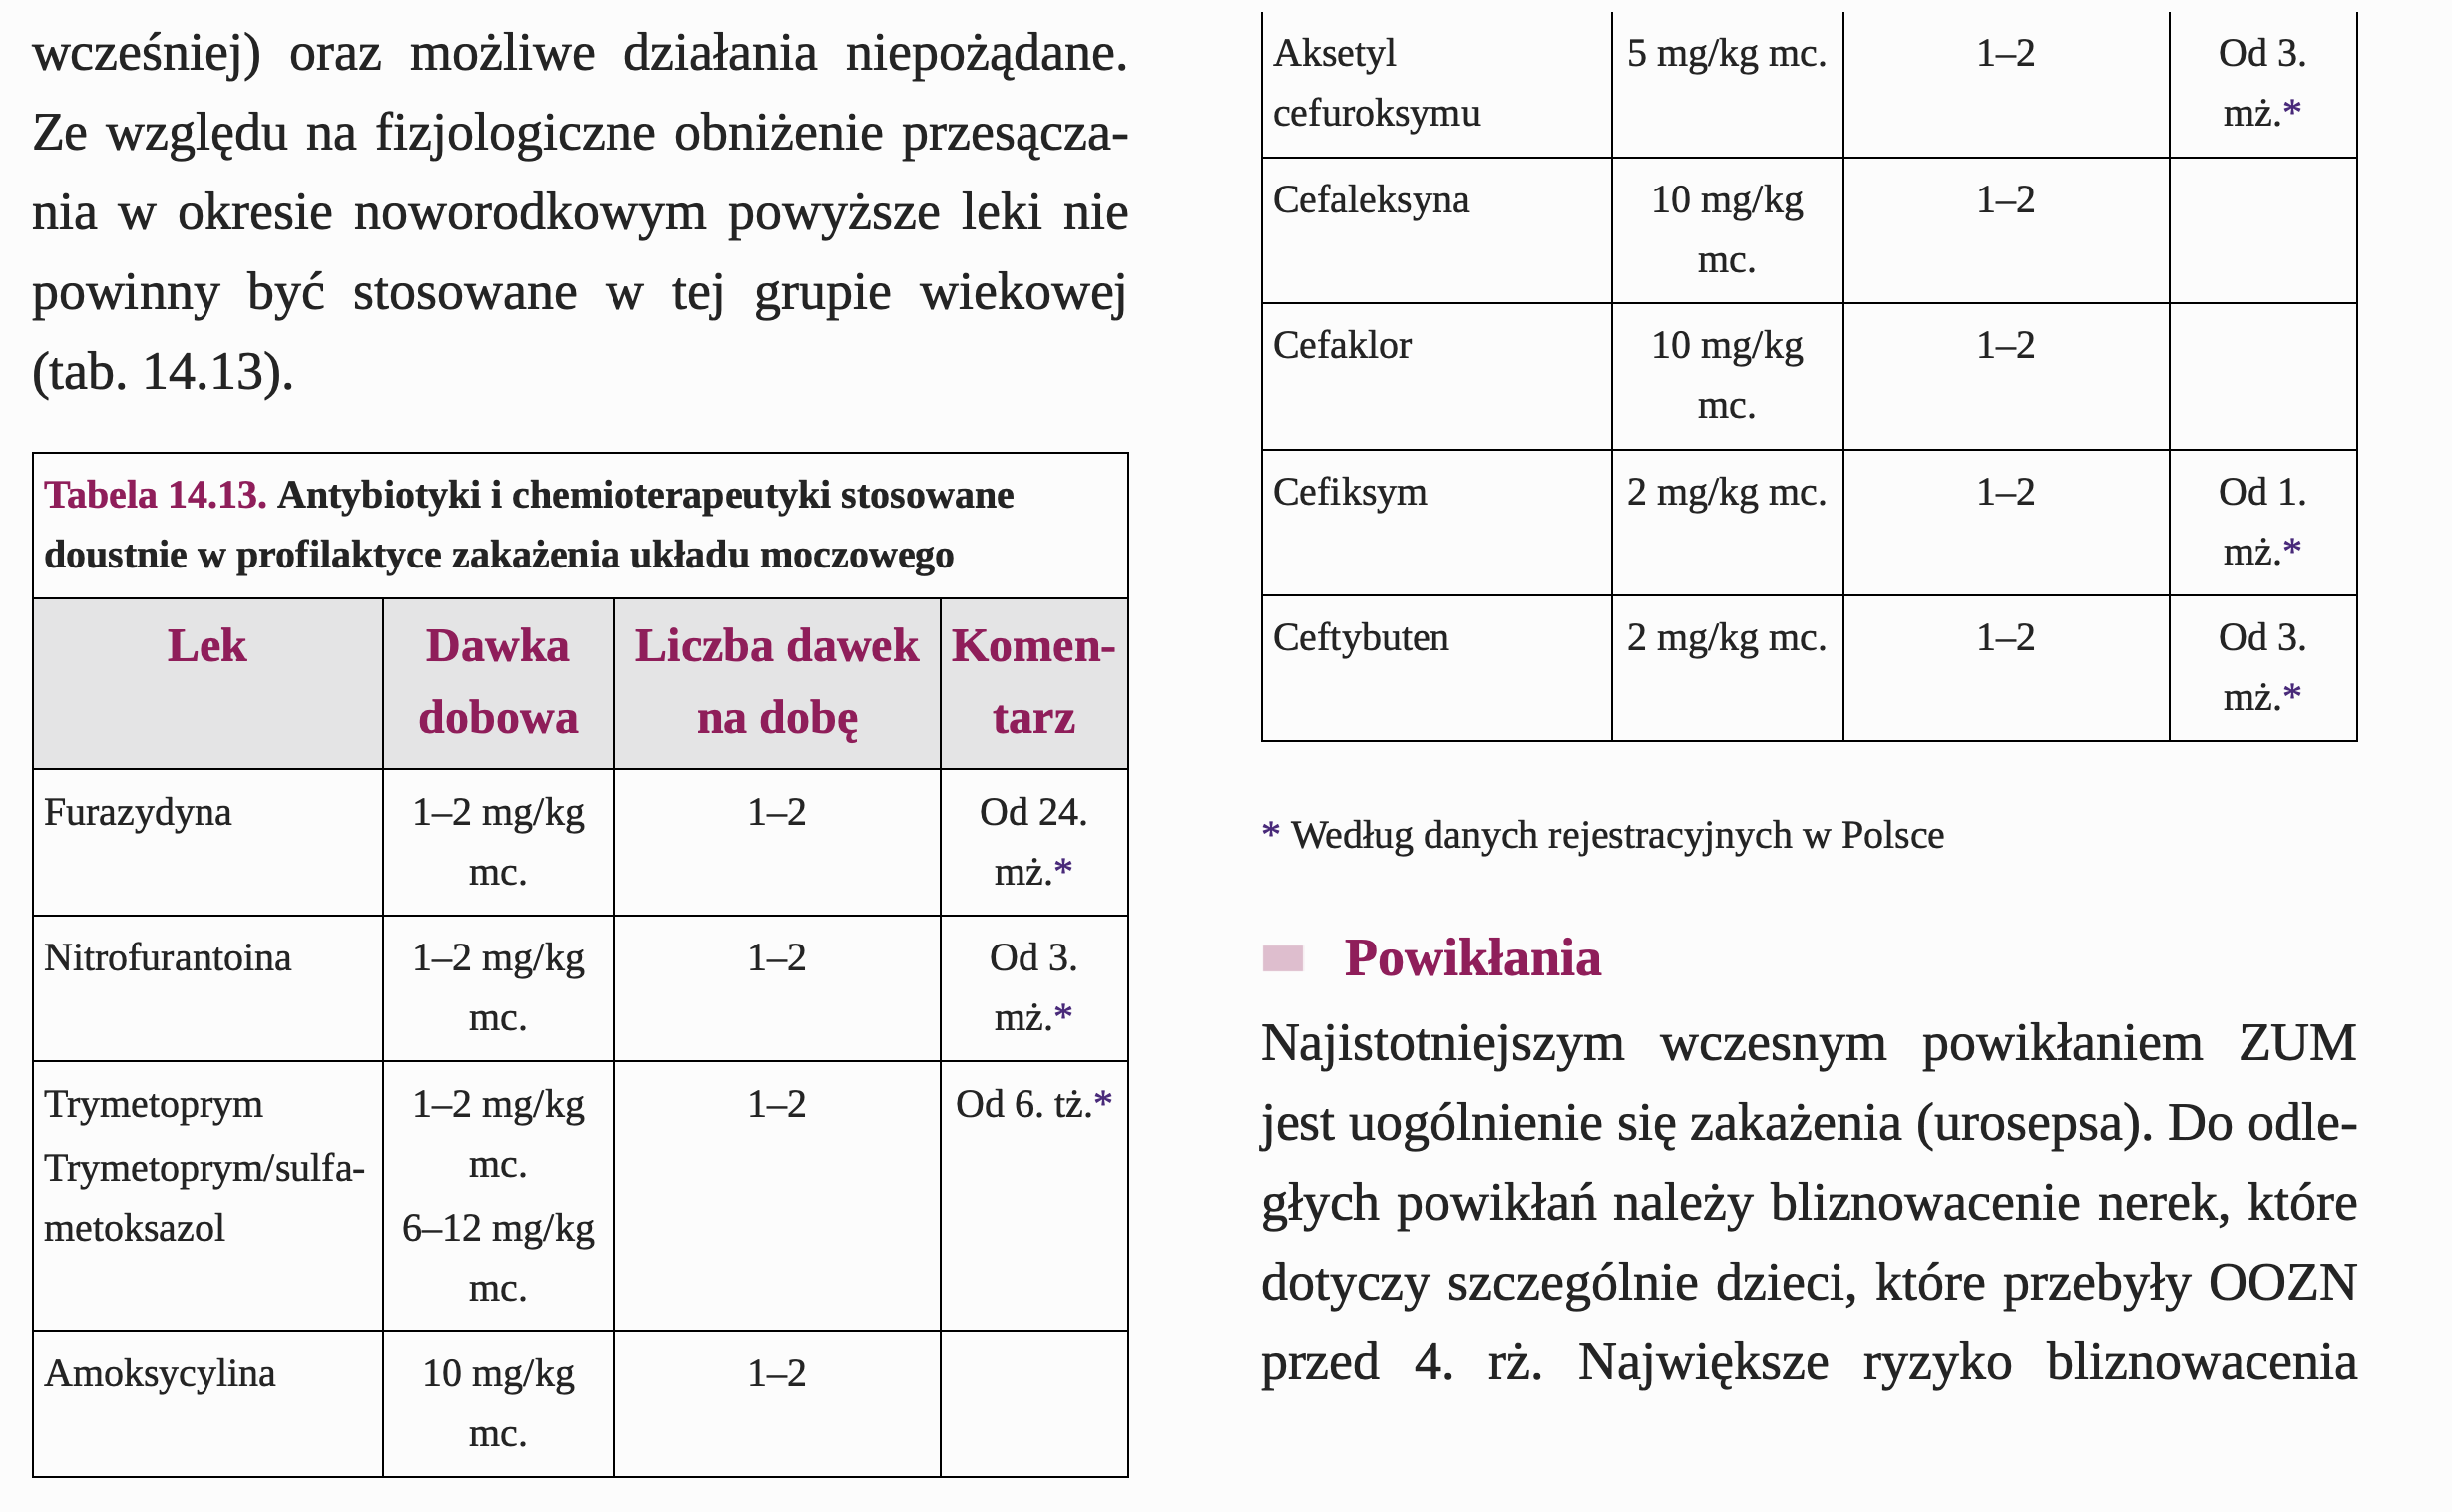 wcześniej) oraz możliwe działania niepożądane.
Ze względu na fizjologiczne obniżenie przesącza-
nia w okresie noworodkowym powyższe leki nie
powinny być stosowane w tej grupie wiekowej
(tab. 14.13).
Tabela 14.13. Antybiotyki i chemioterapeutyki stosowane
doustnie w profilaktyce zakażenia układu moczowego
Lek Dawka dobowa Liczba dawek na dobę Komen-tarz
Furazydyna 1–2 mg/kg mc. 1–2 Od 24. mż.*
Nitrofurantoina 1–2 mg/kg mc. 1–2 Od 3. mż.*
Trymetoprym 1–2 mg/kg mc. 1–2 Od 6. tż.*
Trymetoprym/sulfa-metoksazol 6–12 mg/kg mc.
Amoksycylina 10 mg/kg mc. 1–2
Aksetyl cefuroksymu 5 mg/kg mc. 1–2 Od 3. mż.*
Cefaleksyna 10 mg/kg mc. 1–2
Cefaklor 10 mg/kg mc. 1–2
Cefiksym 2 mg/kg mc. 1–2 Od 1. mż.*
Ceftybuten 2 mg/kg mc. 1–2 Od 3. mż.*
* Według danych rejestracyjnych w Polsce
Powikłania
Najistotniejszym wczesnym powikłaniem ZUM
jest uogólnienie się zakażenia (urosepsa). Do odle-
głych powikłań należy bliznowacenie nerek, które
dotyczy szczególnie dzieci, które przebyły OOZN
przed 4. rż. Największe ryzyko bliznowacenia